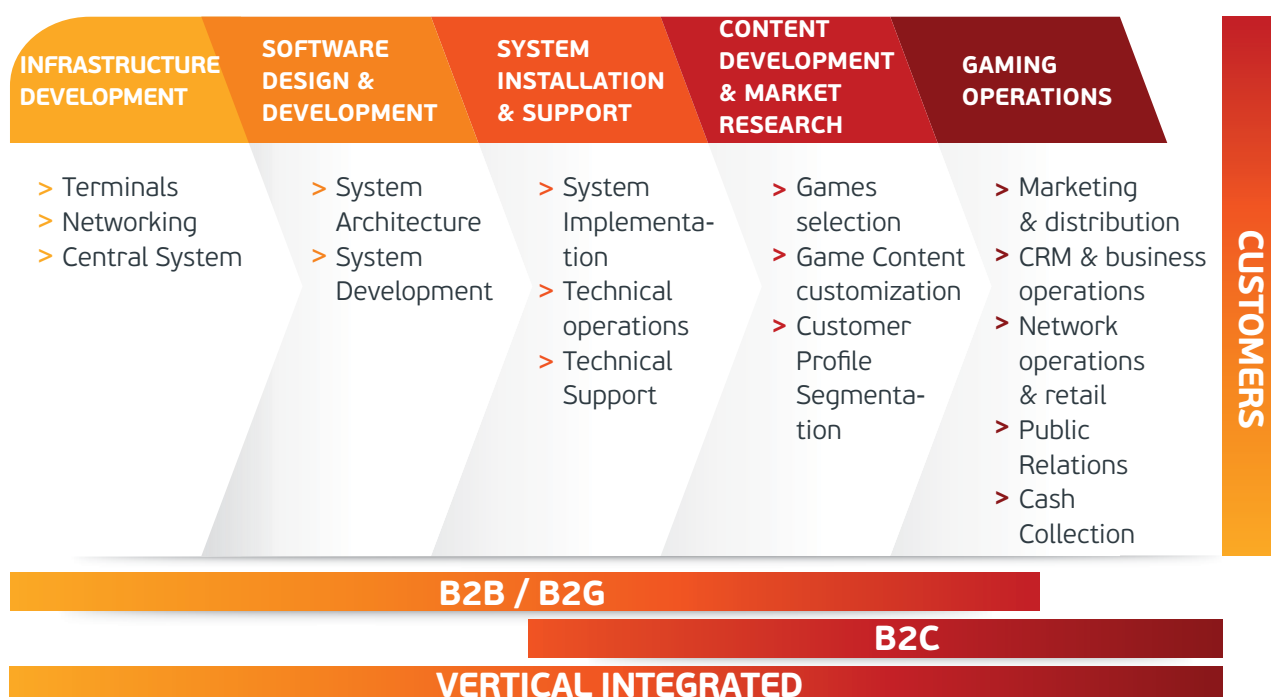 INFRASTRUCTURE
DEVELOPMENT
SOFTWARE
DESIGN &
DEVELOPMENT
SYSTEM
INSTALLATION
& SUPPORT
CONTENT
DEVELOPMENT
& MARKET
RESEARCH
GAMING
OPERATIONS
> Terminals
> Networking
> Central System
> System
Architecture
> System
Development
> System
Implementa-
tion
> Technical
operations
> Technical
Support
> Games
selection
> Game Content
customization
> Customer
Profile
Segmenta-
tion
> Marketing
& distribution
> CRM & business
operations
> Network
operations
& retail
> Public
Relations
> Cash
Collection
CUSTOMERS
B2B / B2G
B2C
VERTICAL INTEGRATED